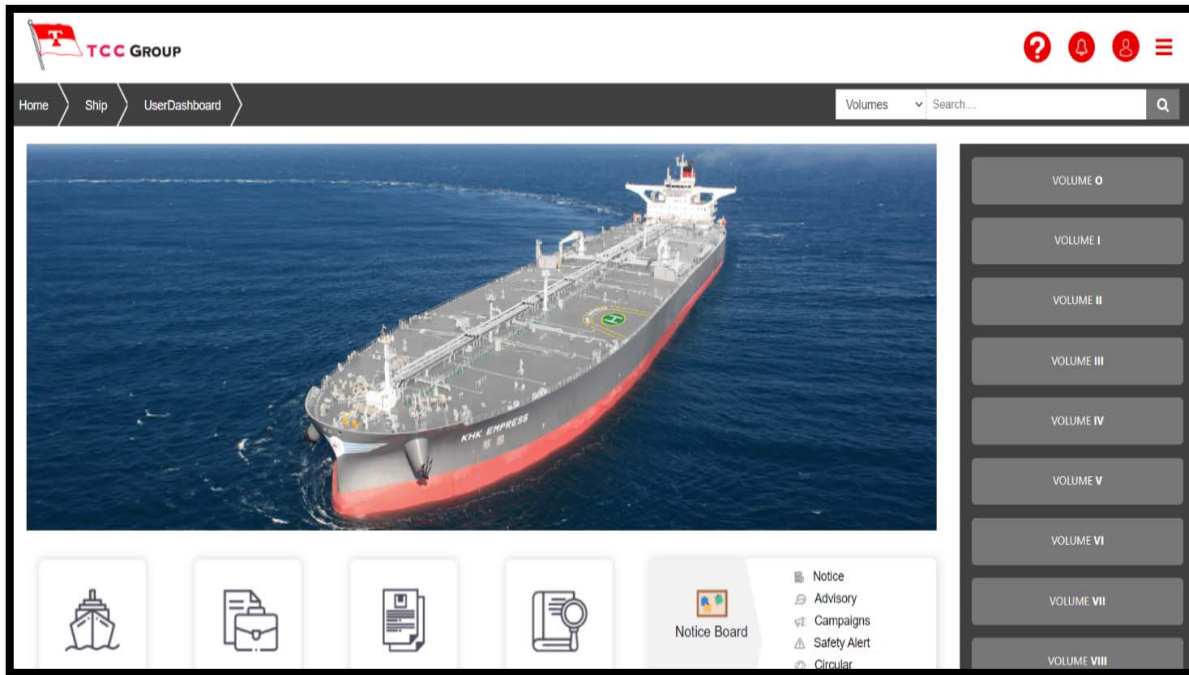 T
TCC GROUP
?
Home Ship UserDashboard
Volumes Search....
VOLUME O
VOLUME I
VOLUME II
VOLUME III
VOLUME IV
VOLUME V
VOLUME VI
VOLUME VII
VOLUME VIII
H
KHK EMPRESS
Notice Board
Notice
Advisory
Campaigns
Safety Alert
Circular